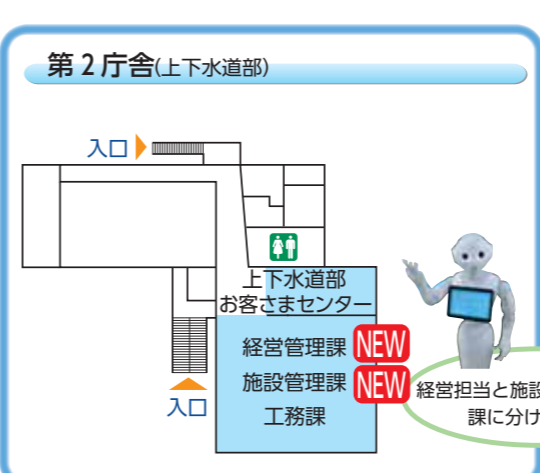 第2庁舎(上下水道部)
入口
上下水道部
お客さまセンター
経営管理課 NEW
施設管理課 NEW
工務課
入口
経営担当と施設
課に分け